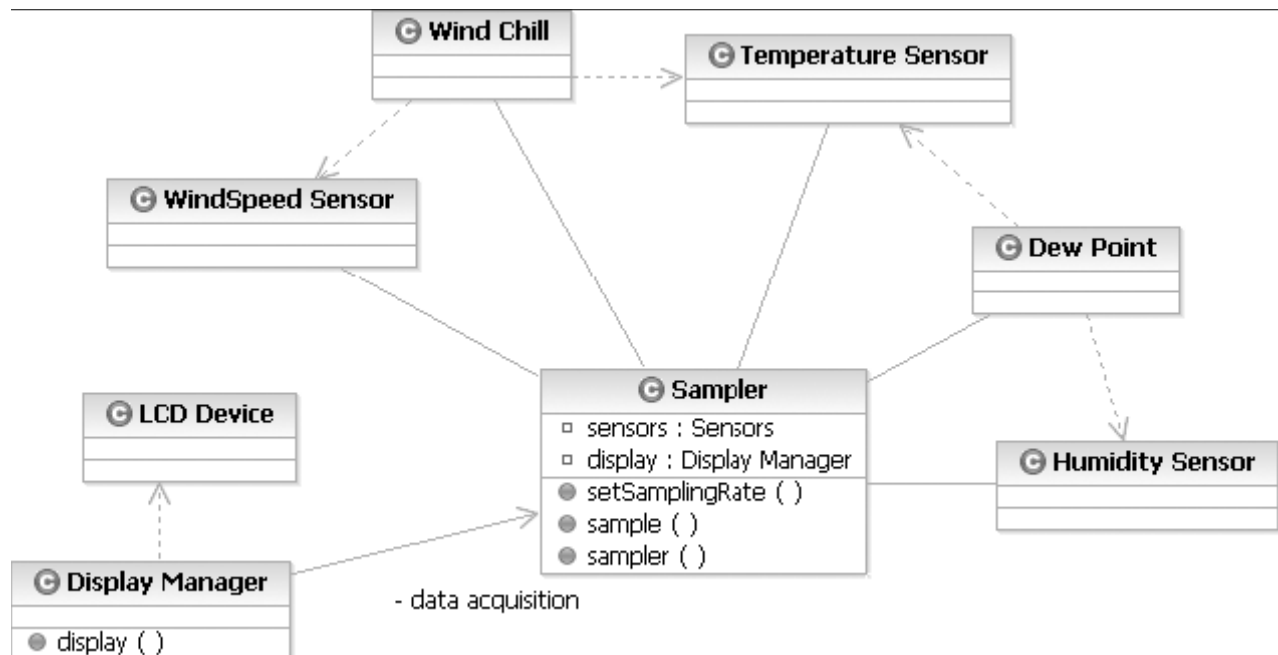 Wind Chill
Temperature Sensor
WindSpeed Sensor
Dew Point
Sampler
sensors : Sensors
display : Display Manager
setSamplingRate ( )
sample ( )
sampler ( )
LCD Device
Humidity Sensor
Display Manager
display ( )
- data acquisition